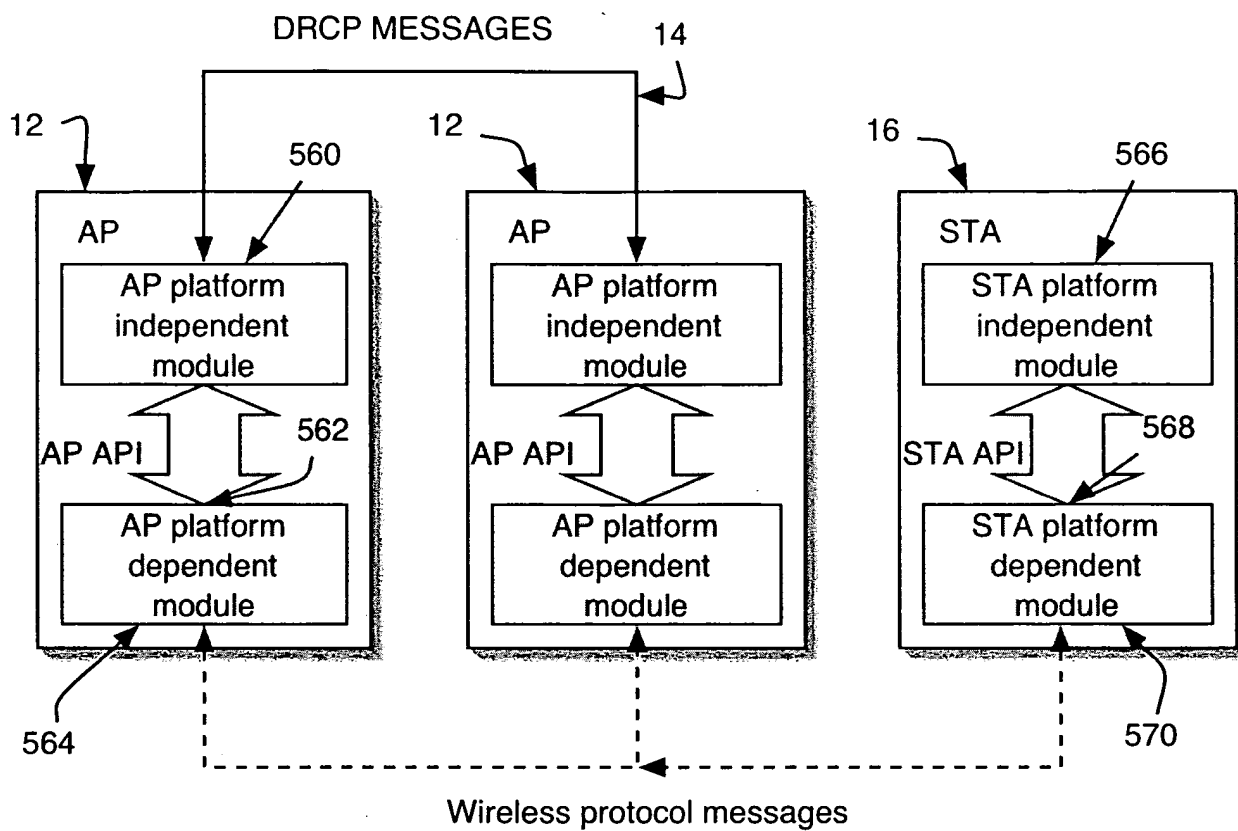 DRCP MESSAGES
14
12
12
16
560
566
AP
AP
STA
AP platform
independent
module
AP platform
independent
module
STA platform
independent
module
AP API
562
AP API
STA API
568
AP platform
dependent
module
AP platform
dependent
module
STA platform
dependent
module
564
570
Wireless protocol messages